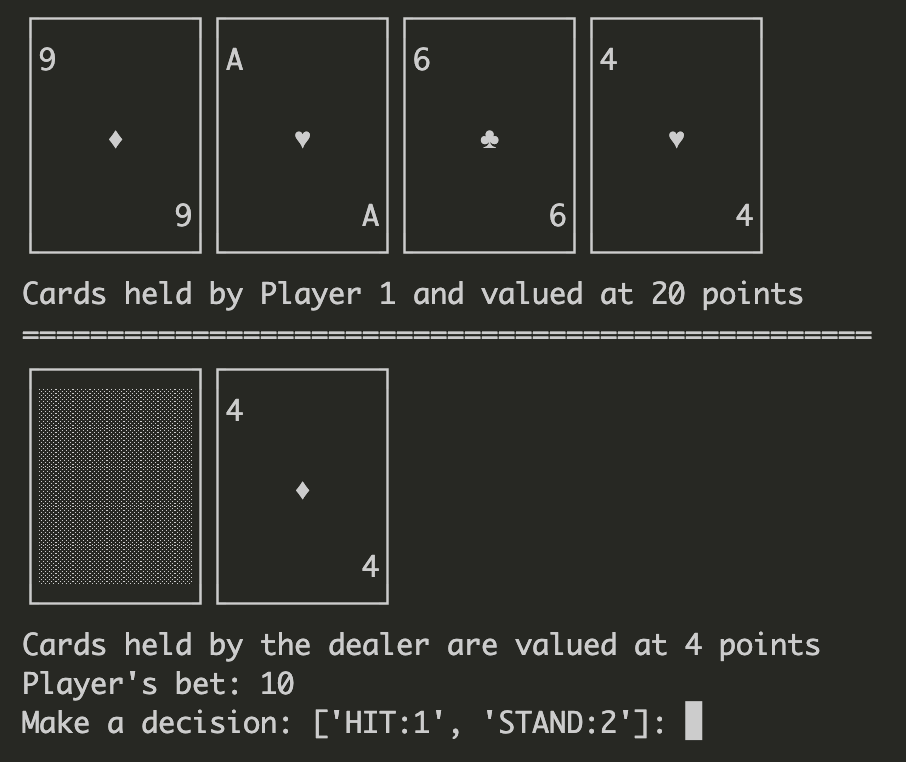 9 A 6 4
♦ ♥ ♣ ♥
9 A 6 4
Cards held by Player 1 and valued at 20 points
==================================================
4
♦
4
Cards held by the dealer are valued at 4 points
Player's bet: 10
Make a decision: ['HIT:1', 'STAND:2']: